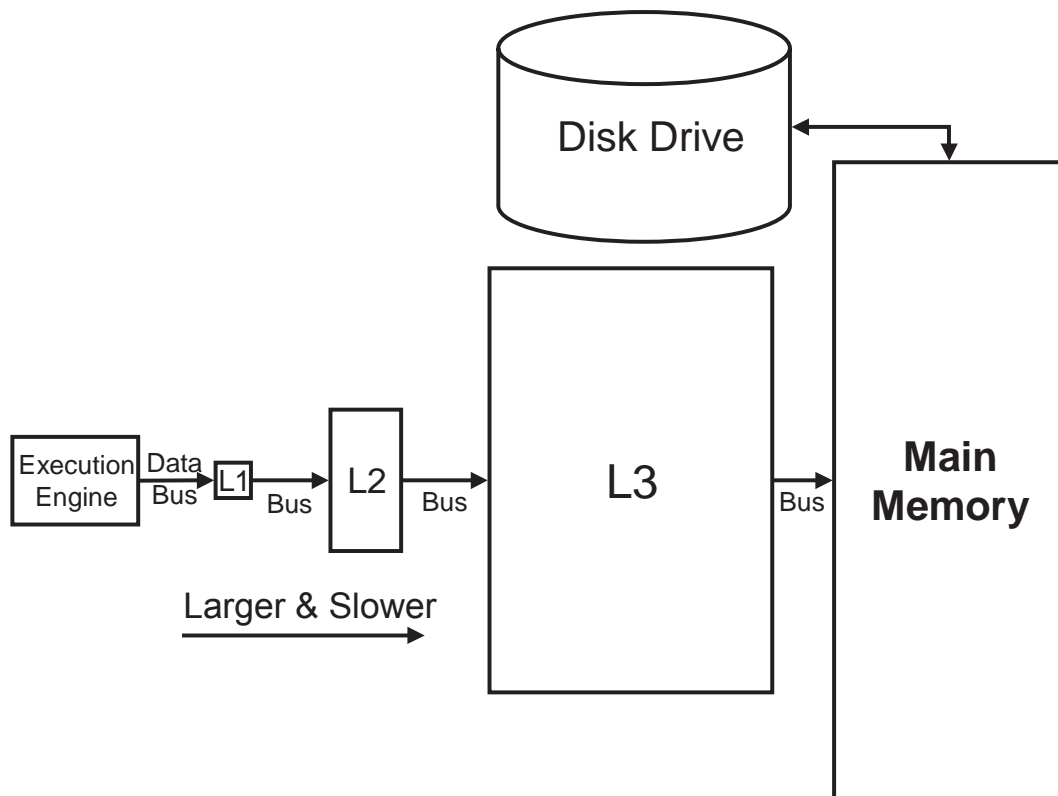 Disk Drive
Execution
Engine
Data
Bus
L1
Bus
L2
Bus
L3
Bus
Main
Memory
Larger & Slower